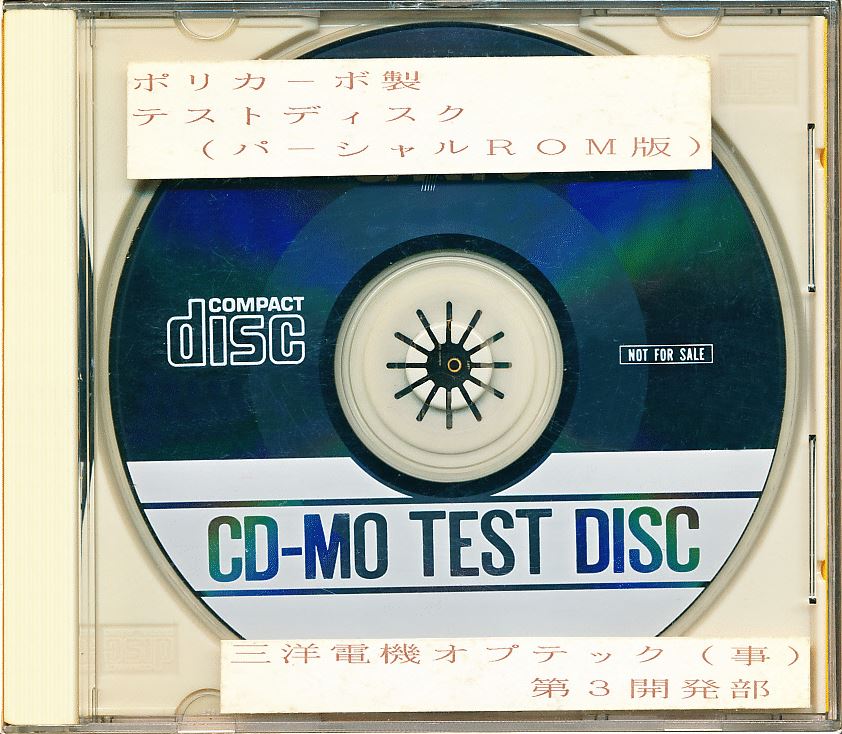 ポリカーボ製
テストディスク
（パーシャルＲＯＭ版）
COMPACT
disc
NOT FOR SALE
CD-MO TEST DISC
三洋電機オプテック（事）
第３開発部